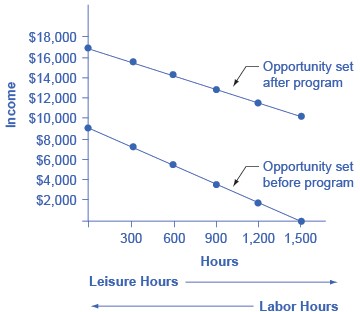 $18,000
$16,000
$14,000
$12,000
$10,000
$8,000
$6,000
$4,000
$2,000
Income
Opportunity set
after program
Opportunity set
before program
300 600 900 1,200 1,500
Hours
Leisure Hours
Labor Hours